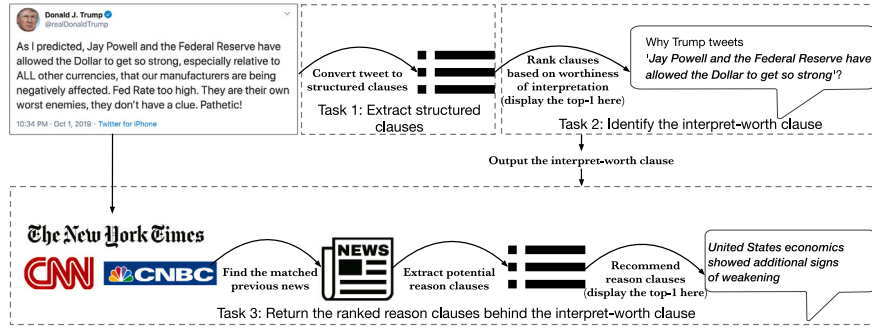 Donald J. Trump
@realDonaldTrump
As I predicted, Jay Powell and the Federal Reserve have
allowed the Dollar to get so strong, especially relative to
ALL other currencies, that our manufacturers are being
negatively affected. Fed Rate too high. They are their own
worst enemies, they don't have a clue. Pathetic!
10:34 PM · Oct 1, 2019 · Twitter for iPhone
Convert tweet to
structured clauses
Task 1: Extract structured
clauses
Rank clauses
based on worthiness
of interpretation
(display the top-1 here)
Why Trump tweets
'Jay Powell and the Federal Reserve have
allowed the Dollar to get so strong'?
Task 2: Identify the interpret-worth clause
Output the interpret-worth clause
The New York Times
CNN
CNBC
Find the matched
previous news
NEWS
Extract potential
reason clauses
Recommend
reason clauses
(display the top-1 here)
United States economics
showed additional signs
of weakening
Task 3: Return the ranked reason clauses behind the interpret-worth clause